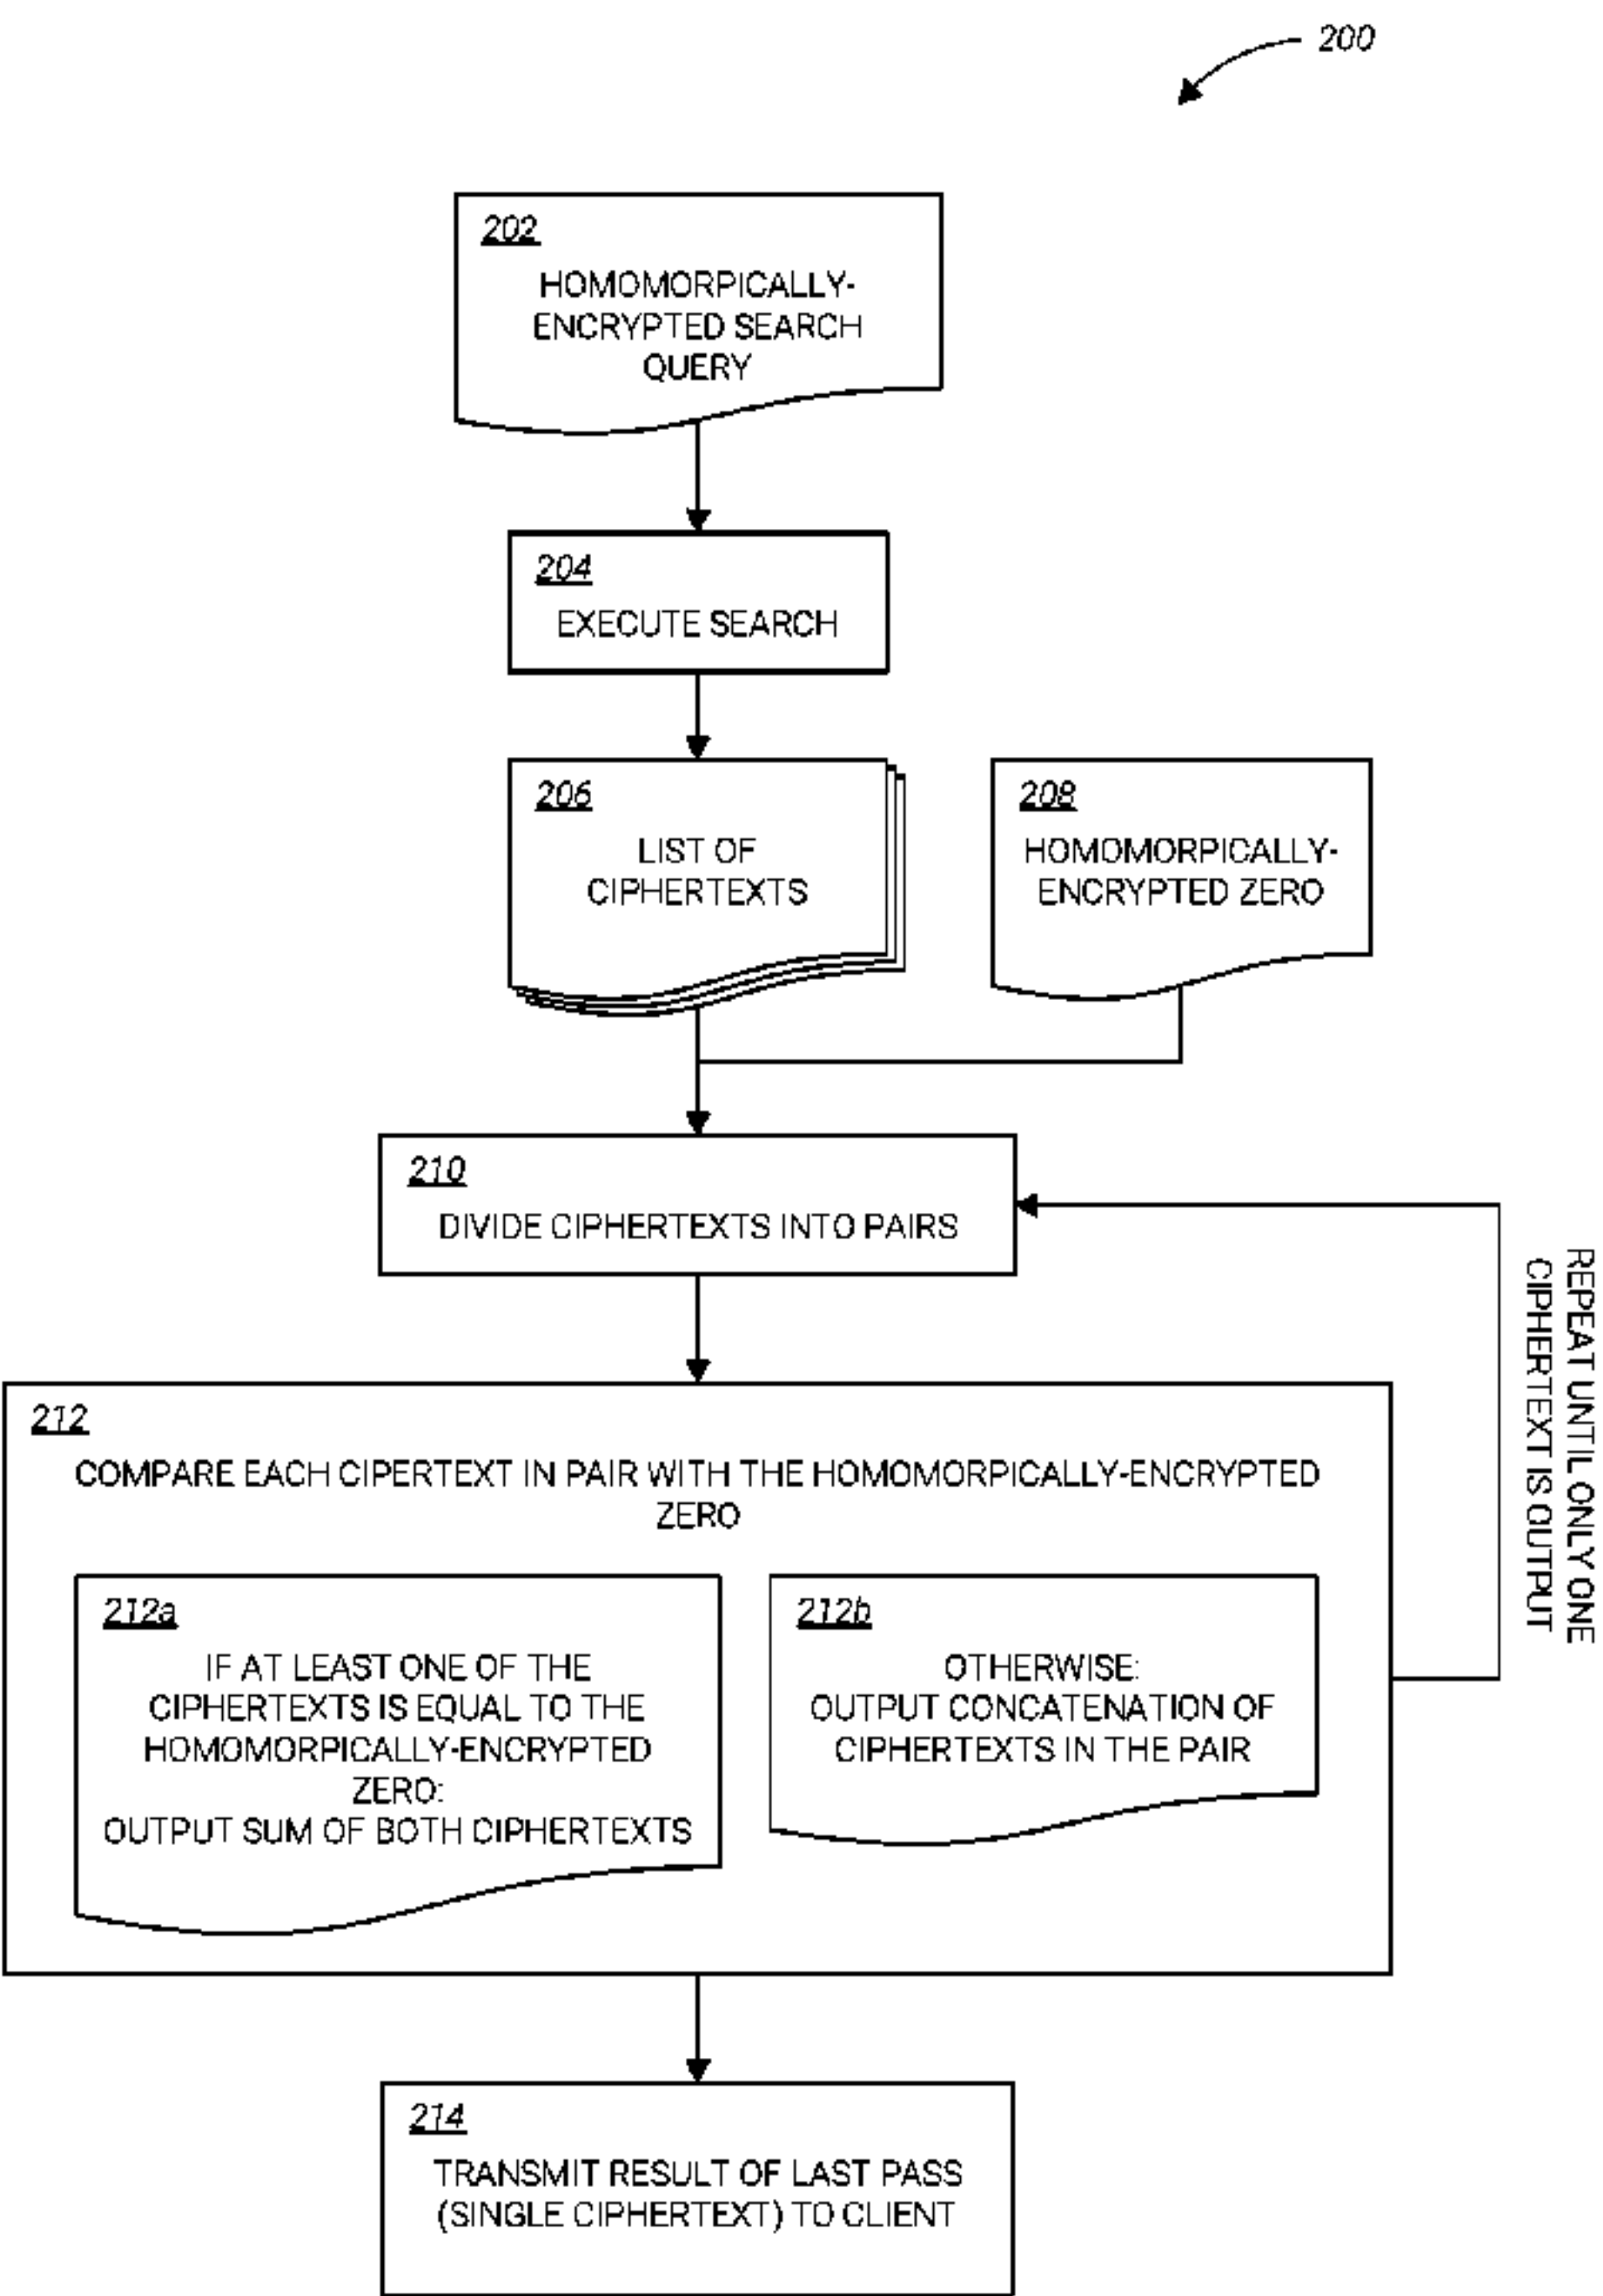 200
202
HOMOMORPICALLY-
ENCRYPTED SEARCH
QUERY
204
EXECUTE SEARCH
206
LIST OF
CIPHERTEXTS
208
HOMOMORPICALLY-
ENCRYPTED ZERO
210
DIVIDE CIPHERTEXTS INTO PAIRS
REPEAT UNTIL ONLY ONE
CIPHERTEXT IS OUTPUT
212
COMPARE EACH CIPERTEXT IN PAIR WITH THE HOMOMORPICALLY-ENCRYPTED
ZERO
212a
IF AT LEAST ONE OF THE
CIPHERTEXTS IS EQUAL TO THE
HOMOMORPICALLY-ENCRYPTED
ZERO:
OUTPUT SUM OF BOTH CIPHERTEXTS
212b
OTHERWISE:
OUTPUT CONCATENATION OF
CIPHERTEXTS IN THE PAIR
214
TRANSMIT RESULT OF LAST PASS
(SINGLE CIPHERTEXT) TO CLIENT